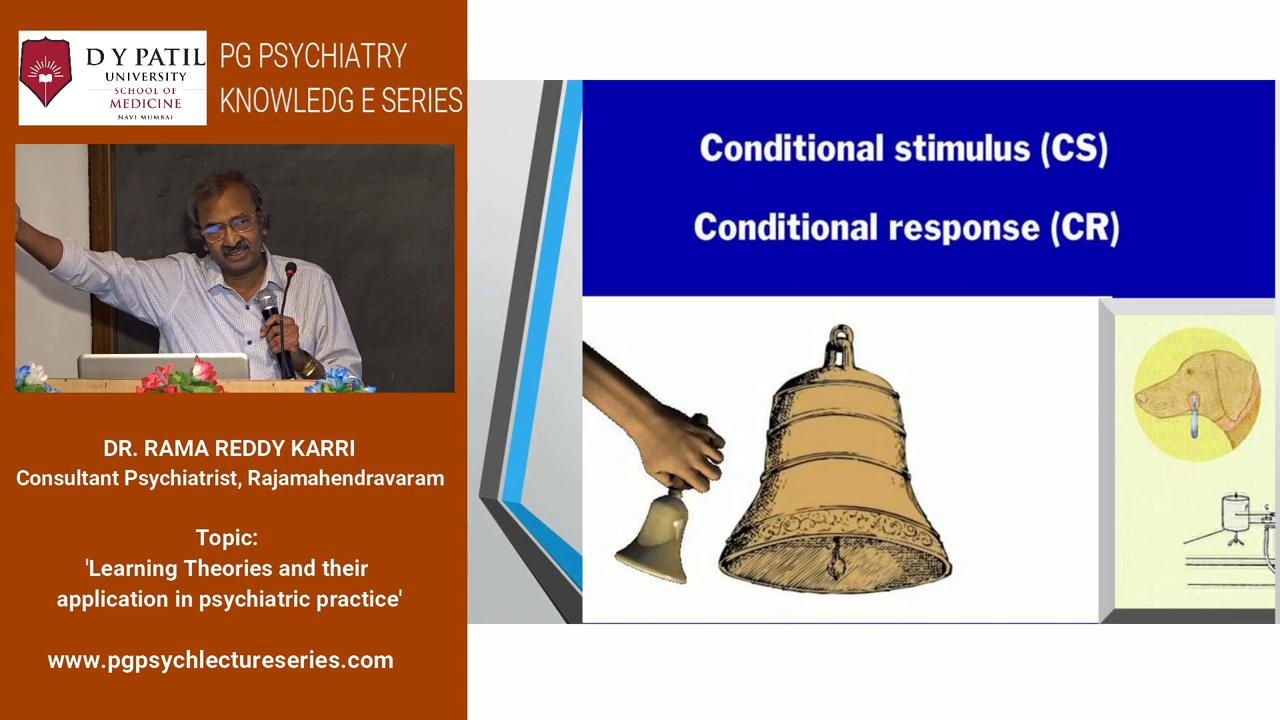 D Y PATIL
UNIVERSITY
SCHOOL OF
MEDICINE
NAVI MUMBAI
PG PSYCHIATRY
KNOWLEDG E SERIES
DR. RAMA REDDY KARRI
Consultant Psychiatrist, Rajamahendravaram
Topic:
'Learning Theories and their
application in psychiatric practice'
www.pgpsychlectureseries.com
Conditional stimulus (CS)
Conditional response (CR)